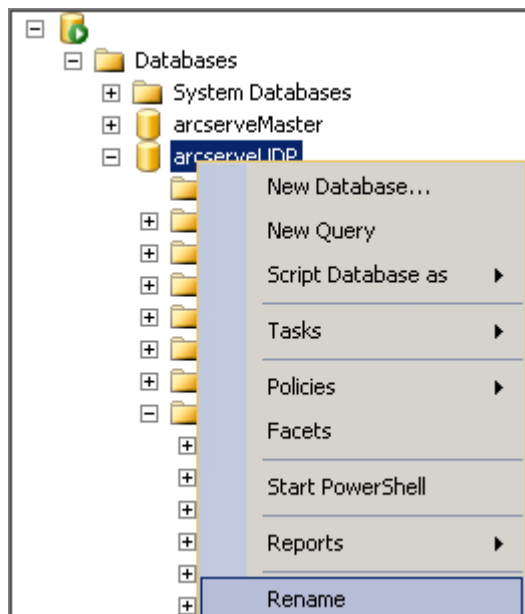 Databases
System Databases
arcserveMaster
arcserveUDP
New Database...
New Query
Script Database as
Tasks
Policies
Facets
Start PowerShell
Reports
Rename